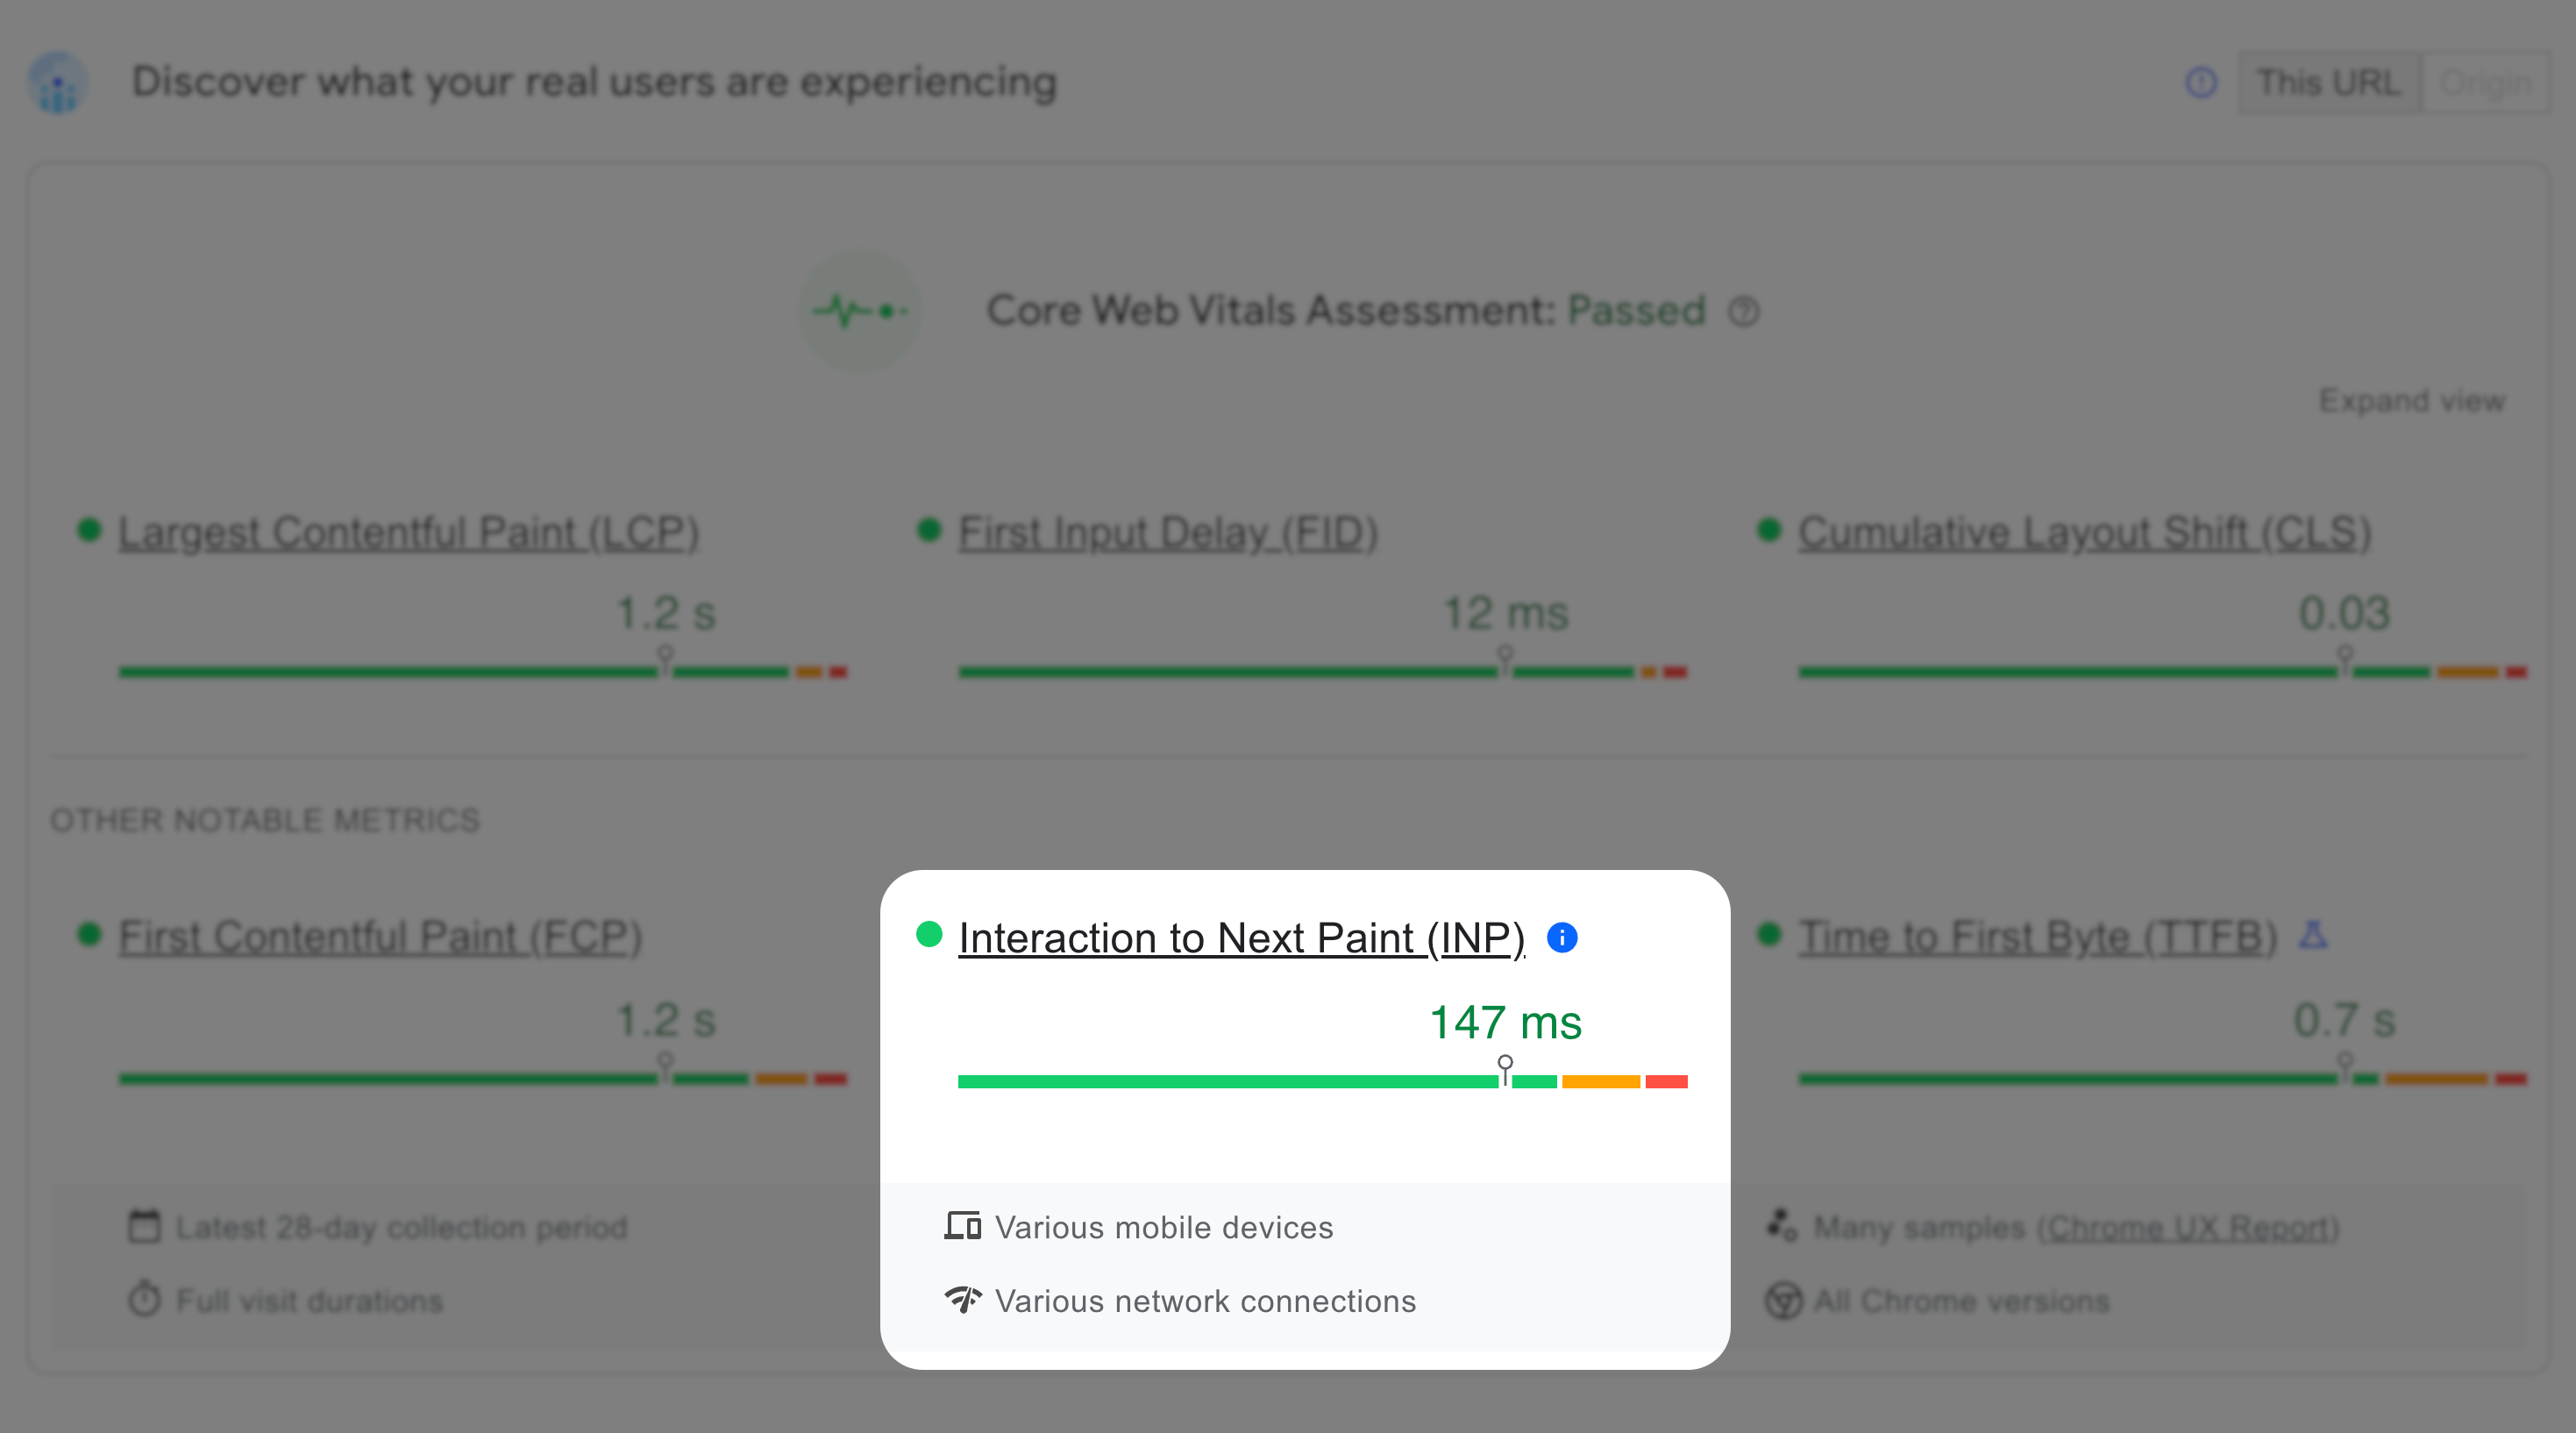 Discover what your real users are experiencing
This URL
Origin
Core Web Vitals Assessment: Passed
Expand view
Largest Contentful Paint (LCP)
1.2 s
First Input Delay (FID)
12 ms
Cumulative Layout Shift (CLS)
0.03
OTHER NOTABLE METRICS
First Contentful Paint (FCP)
1.2 s
Interaction to Next Paint (INP)
147 ms
Time to First Byte (TTFB)
0.7 s
Latest 28-day collection period
Various mobile devices
Many samples (Chrome UX Report)
Full visit durations
Various network connections
All Chrome versions